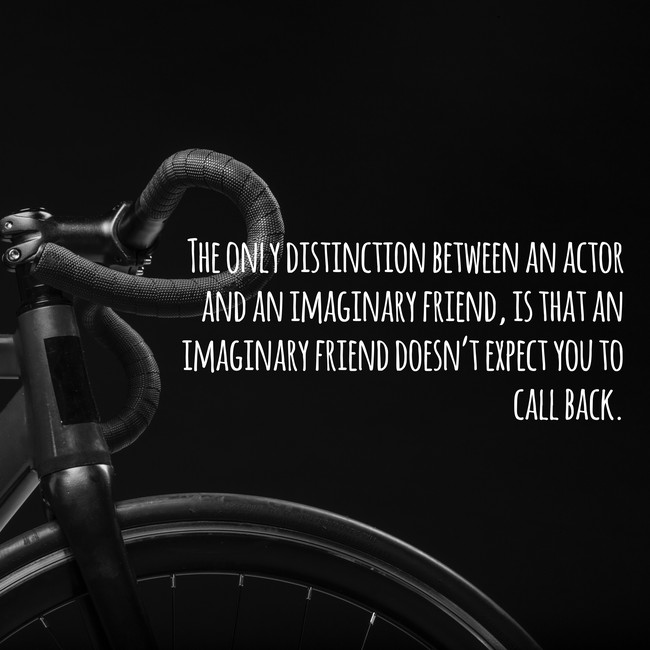 The only distinction between an actor
and an imaginary friend, is that an
imaginary friend doesn't expect you to
call back.